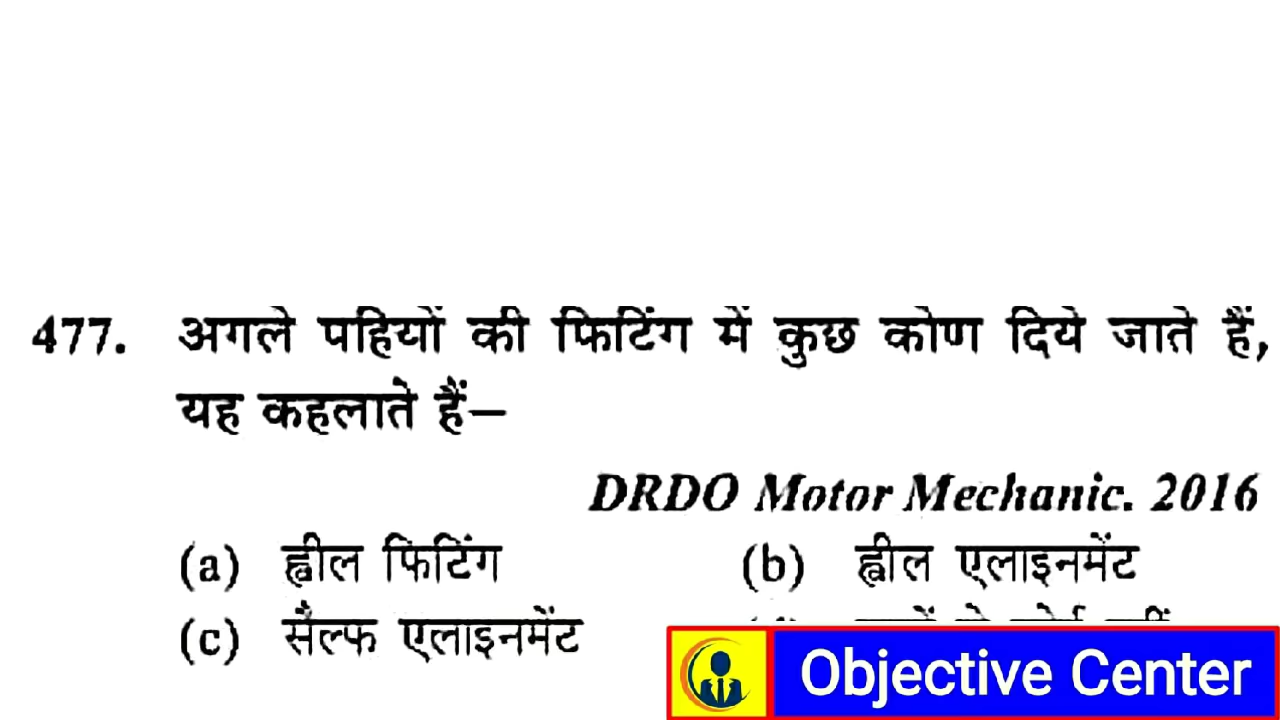 477. अगले पहियों की फिटिंग में कुछ कोण दिये जाते हैं,
यह कहलाते हैं–
DRDO Motor Mechanic. 2016
(a) ह्वील फिटिंग (b) ह्वील एलाइनमेंट
(c) सैल्फ एलाइनमेंट
Objective Center